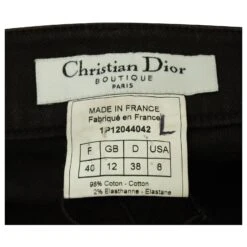 Christian Dior
BOUTIQUE
PARIS
MADE IN FRANCE
Fabriqué en France
1P12044042 L
F GB D USA
40 12 38 8
98% Coton - Cotton
2% Elasthanne - Elastane